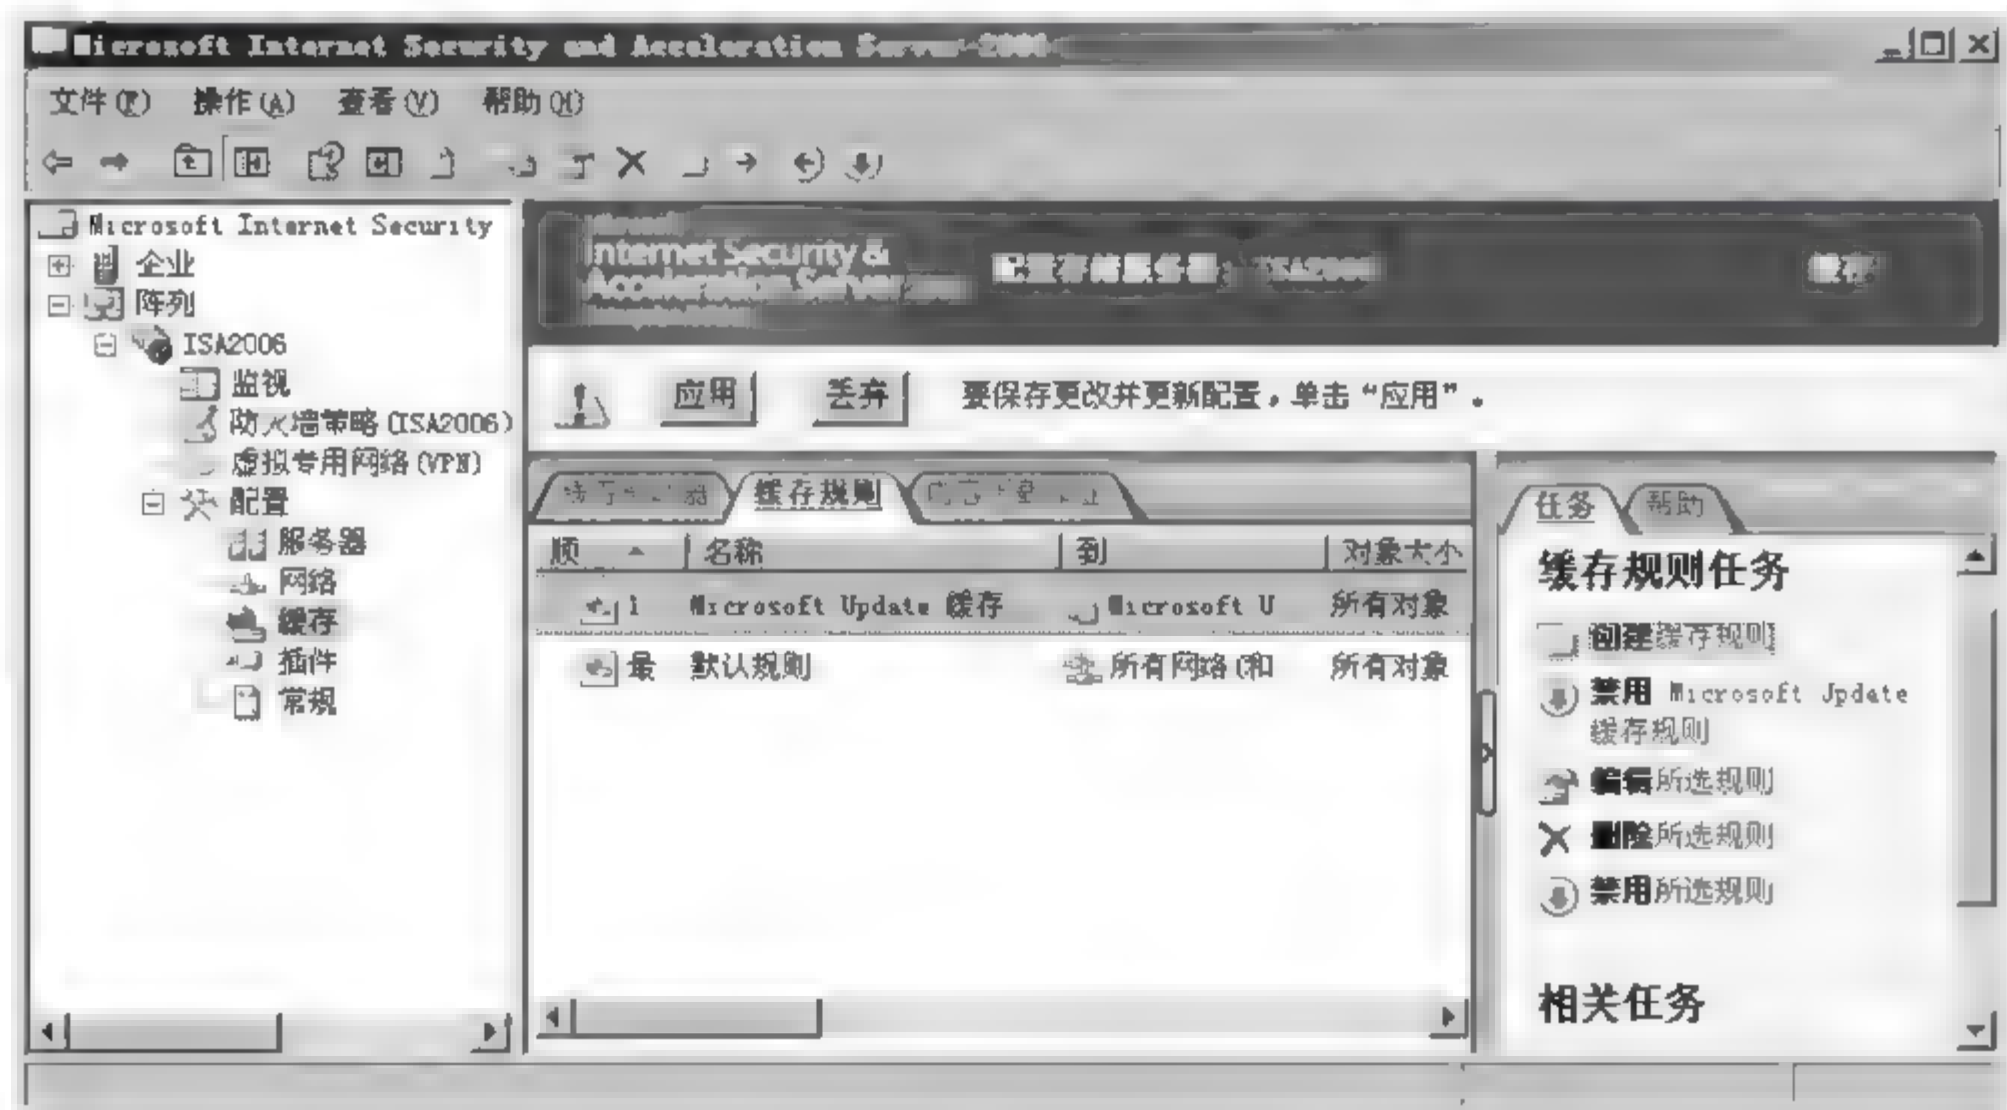 Microsoft Internet Security and Acceleration Server 2006
文件(F) 操作(A) 查看(V) 帮助(H)
Microsoft Internet Security
企业
阵列
ISA2006
监视
防火墙策略(ISA2006)
虚拟专用网络(VPN)
配置
服务器
网络
缓存
插件
常规
Internet Security &
Acceleration Server
ISA2006
应用 丢弃 要保存更改并更新配置，单击“应用”。
缓存规则
顺 名称 到 对象大小
1 Microsoft Update 缓存 Microsoft U 所有对象
最 默认规则 所有网络(和 所有对象
任务 帮助
缓存规则任务
创建缓存规则
禁用 Microsoft Update
缓存规则
编辑所选规则
删除所选规则
禁用所选规则
相关任务